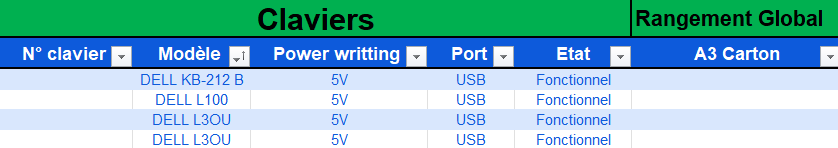 Claviers Rangement Global
N° clavier Modèle Power writting Port Etat A3 Carton
DELL KB-212 B 5V USB Fonctionnel
DELL L100 5V USB Fonctionnel
DELL L3OU 5V USB Fonctionnel
DELL L3OU 5V USB Fonctionnel